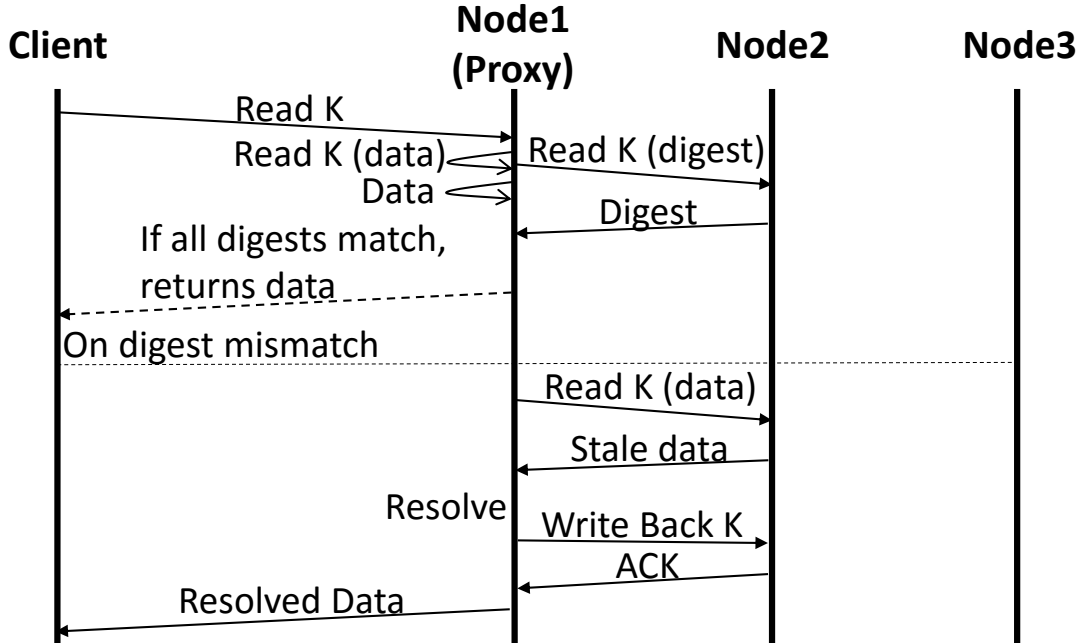 Client
Node1
(Proxy)
Node2
Node3
Read K
Read K (data)
Read K (digest)
Data
Digest
If all digests match,
returns data
On digest mismatch
Read K (data)
Stale data
Resolve
Write Back K
ACK
Resolved Data